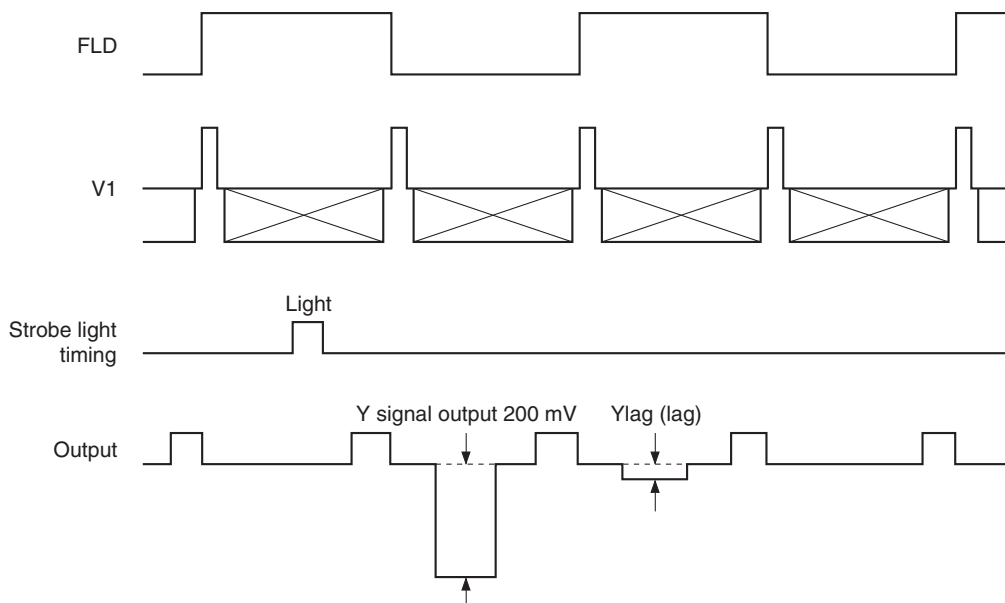 FLD
V1
Light
Strobe light
timing
Y signal output 200 mV
Ylag (lag)
Output